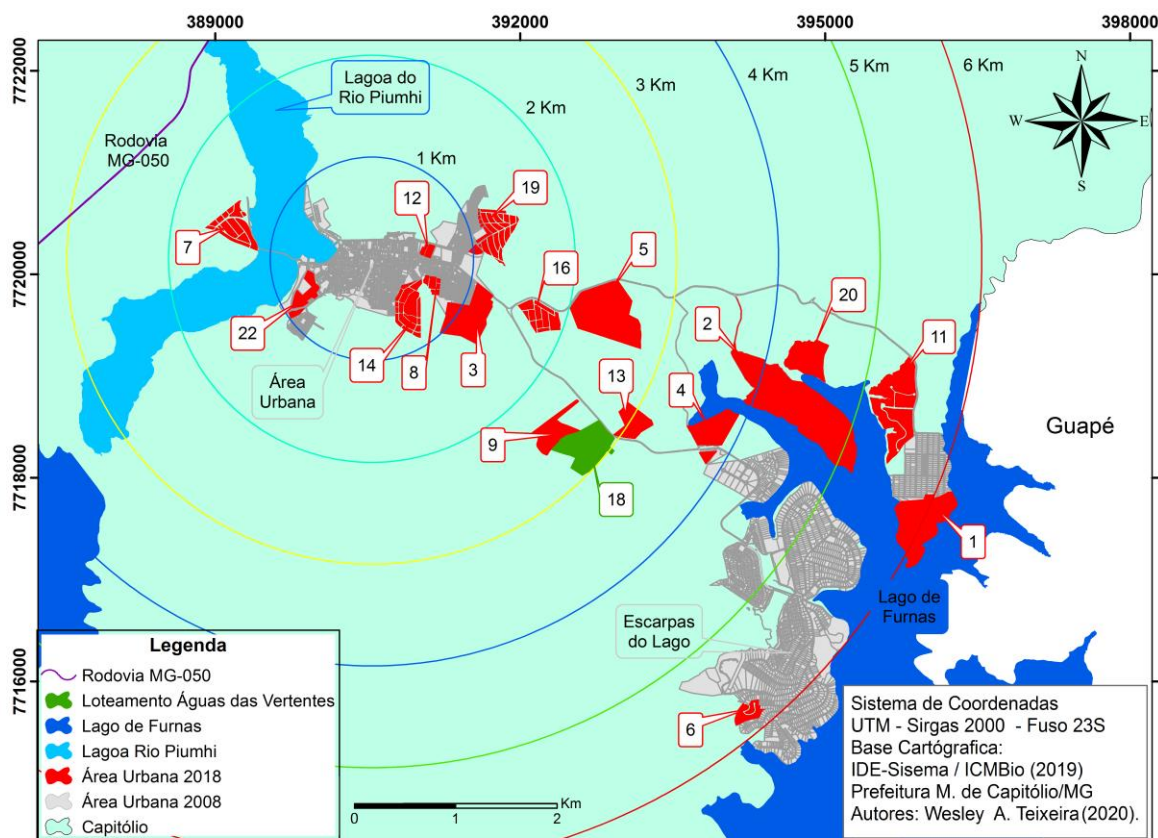 389000
392000
395000
398000
7722000
7720000
7718000
7716000
Lagoa do
Rio Piumhi
Rodovia
MG-050
1 Km
2 Km
3 Km
4 Km
5 Km
6 Km
N
W
E
S
7
12
19
16
5
2
20
11
22
14
8
3
13
4
9
18
1
6
Área
Urbana
Guapé
Escarpas
do Lago
Lago de
Furnas
Legenda
Rodovia MG-050
Loteamento Águas das Vertentes
Lago de Furnas
Lagoa Rio Piumhi
Área Urbana 2018
Área Urbana 2008
Capitólio
Km
0
1
2
Sistema de Coordenadas
UTM - Sirgas 2000 - Fuso 23S
Base Cartógrafica:
IDE-Sisema / ICMBio (2019)
Prefeitura M. de Capitólio/MG
Autores: Wesley A. Teixeira(2020).